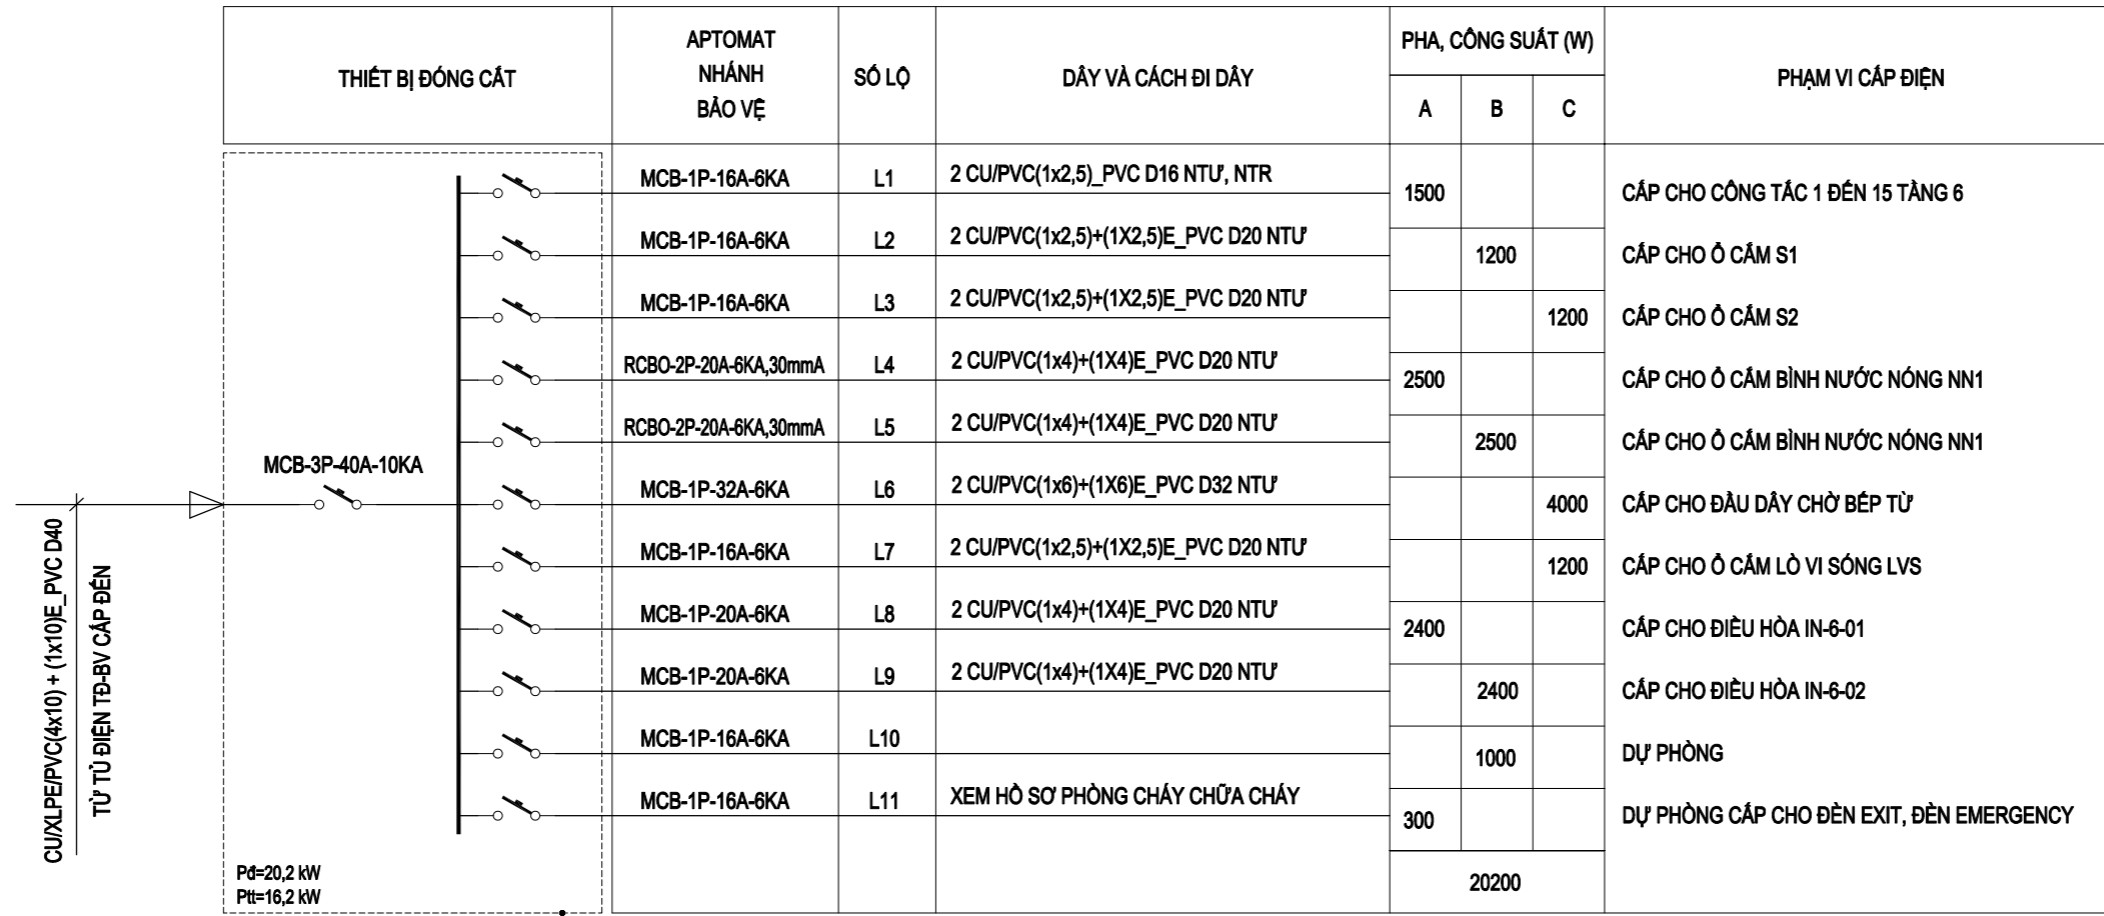 THIẾT BỊ ĐÓNG CẮT
APTOMAT
NHÁNH
BẢO VỆ
SỐ LỘ
DÂY VÀ CÁCH ĐI DÂY
PHA, CÔNG SUẤT (W)
A B C
PHẠM VI CẤP ĐIỆN
MCB-1P-16A-6KA L1 2 CU/PVC(1x2,5)_PVC D16 NTƯ, NTR 1500 CẤP CHO CÔNG TẮC 1 ĐẾN 15 TẦNG 6
MCB-1P-16A-6KA L2 2 CU/PVC(1x2,5)+(1X2,5)E_PVC D20 NTƯ 1200 CẤP CHO Ổ CẮM S1
MCB-1P-16A-6KA L3 2 CU/PVC(1x2,5)+(1X2,5)E_PVC D20 NTƯ 1200 CẤP CHO Ổ CẮM S2
RCBO-2P-20A-6KA,30mmA L4 2 CU/PVC(1x4)+(1X4)E_PVC D20 NTƯ 2500 CẤP CHO Ổ CẮM BÌNH NƯỚC NÓNG NN1
RCBO-2P-20A-6KA,30mmA L5 2 CU/PVC(1x4)+(1X4)E_PVC D20 NTƯ 2500 CẤP CHO Ổ CẮM BÌNH NƯỚC NÓNG NN1
MCB-3P-40A-10KA
MCB-1P-32A-6KA L6 2 CU/PVC(1x6)+(1X6)E_PVC D32 NTƯ 4000 CẤP CHO ĐẦU DÂY CHỜ BẾP TỪ
MCB-1P-16A-6KA L7 2 CU/PVC(1x2,5)+(1X2,5)E_PVC D20 NTƯ 1200 CẤP CHO Ổ CẮM LÒ VI SÓNG LVS
MCB-1P-20A-6KA L8 2 CU/PVC(1x4)+(1X4)E_PVC D20 NTƯ 2400 CẤP CHO ĐIỀU HÒA IN-6-01
MCB-1P-20A-6KA L9 2 CU/PVC(1x4)+(1X4)E_PVC D20 NTƯ 2400 CẤP CHO ĐIỀU HÒA IN-6-02
MCB-1P-16A-6KA L10 1000 DỰ PHÒNG
MCB-1P-16A-6KA L11 XEM HỒ SƠ PHÒNG CHÁY CHỮA CHÁY 300 DỰ PHÒNG CẤP CHO ĐÈN EXIT, ĐÈN EMERGENCY
20200
CU/XLPE/PVC(4x10) + (1x10)E_PVC D40
TỪ TỦ ĐIỆN TĐ-BV CẤP ĐẾN
Pđ=20,2 kW
Ptt=16,2 kW